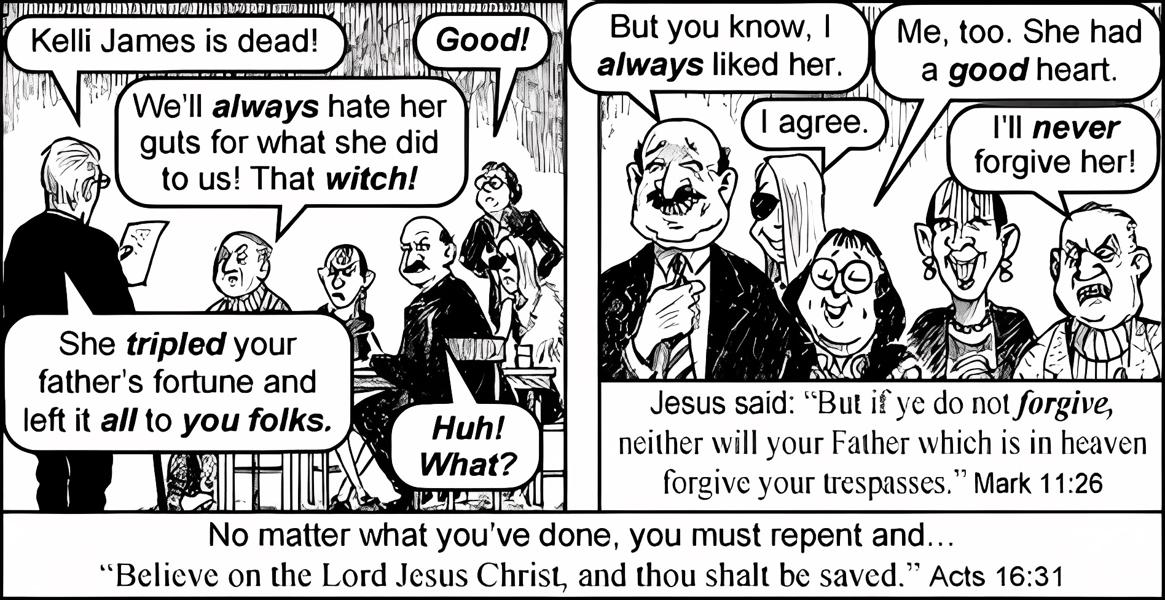 Kelli James is dead!
Good!
We'll always hate her
guts for what she did
to us! That witch!
She tripled your
father's fortune and
left it all to you folks.
Huh!
What?
But you know, I
always liked her.
Me, too. She had
a good heart.
I agree.
I'll never
forgive her!
Jesus said: “But if ye do not forgive,
neither will your Father which is in heaven
forgive your trespasses.” Mark 11:26
No matter what you've done, you must repent and...
“Believe on the Lord Jesus Christ, and thou shalt be saved.” Acts 16:31